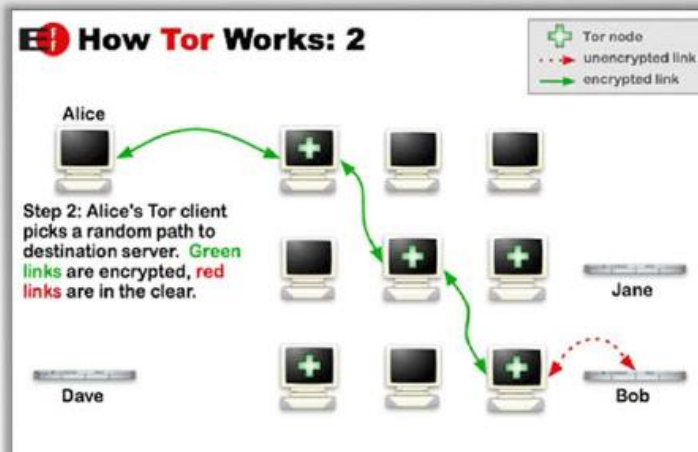 EFF How Tor Works: 2
Tor node
unencrypted link
encrypted link
Alice
Step 2: Alice's Tor client
picks a random path to
destination server. Green
links are encrypted, red
links are in the clear.
Jane
Dave
Bob